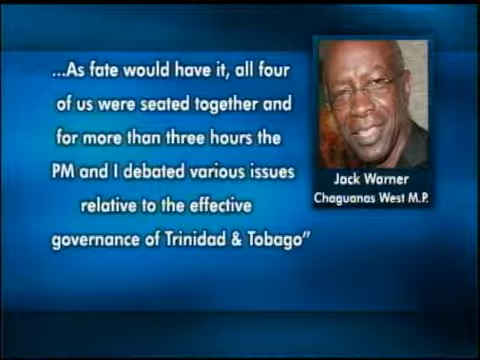 ...As fate would have it, all four
of us were seated together and
for more than three hours the
PM and I debated various issues
relative to the effective
governance of Trinidad & Tobago”
Jack Warner
Chaguanas West M.P.